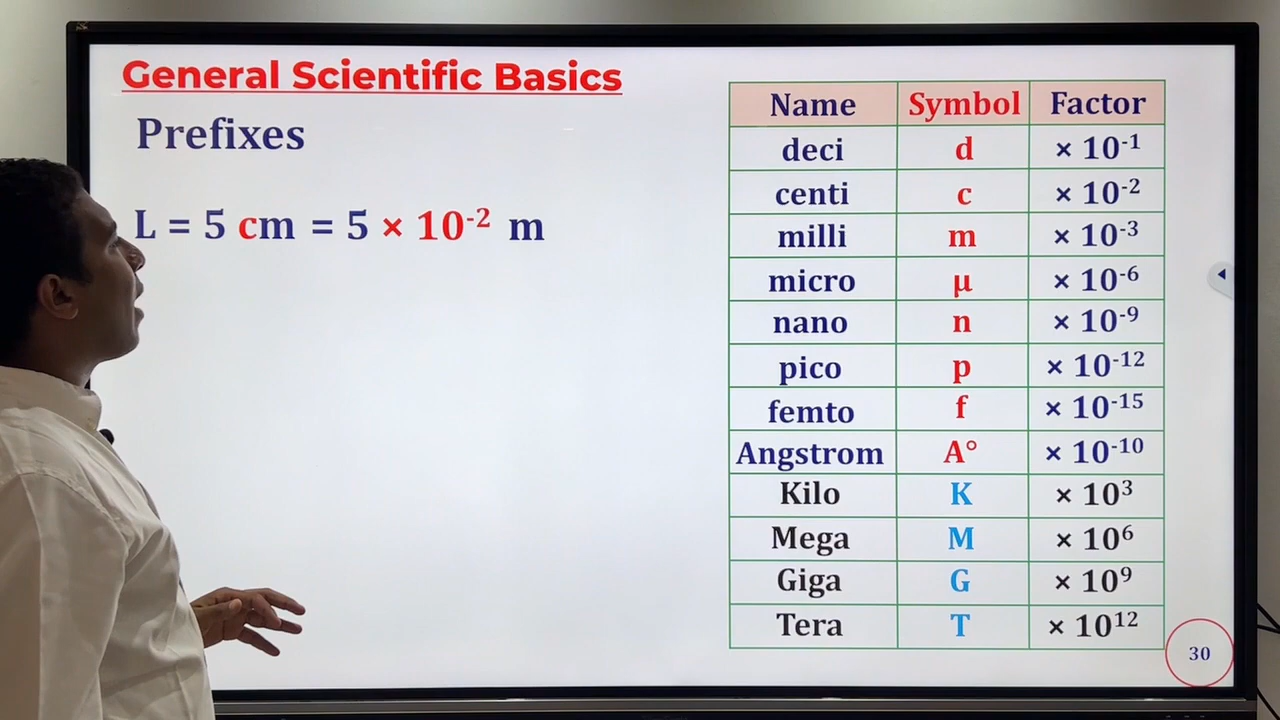 General Scientific Basics
Prefixes
L = 5 cm = 5 × 10⁻² m
Name Symbol Factor
deci d × 10⁻¹
centi c × 10⁻²
milli m × 10⁻³
micro μ × 10⁻⁶
nano n × 10⁻⁹
pico p × 10⁻¹²
femto f × 10⁻¹⁵
Angstrom A° × 10⁻¹⁰
Kilo K × 10³
Mega M × 10⁶
Giga G × 10⁹
Tera T × 10¹²
30